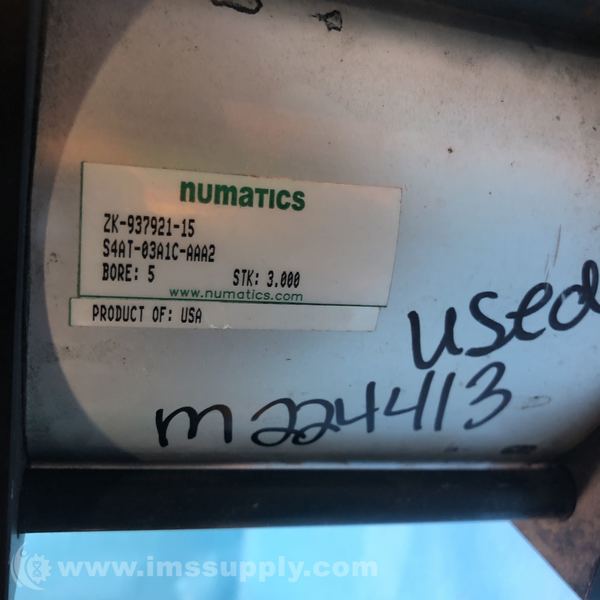 numatics
ZK-937921-15
S4AT-03A1C-AAA2
BORE: 5 STK: 3.000
www.numatics.com
PRODUCT OF: USA
used
m224413
www.imssupply.com